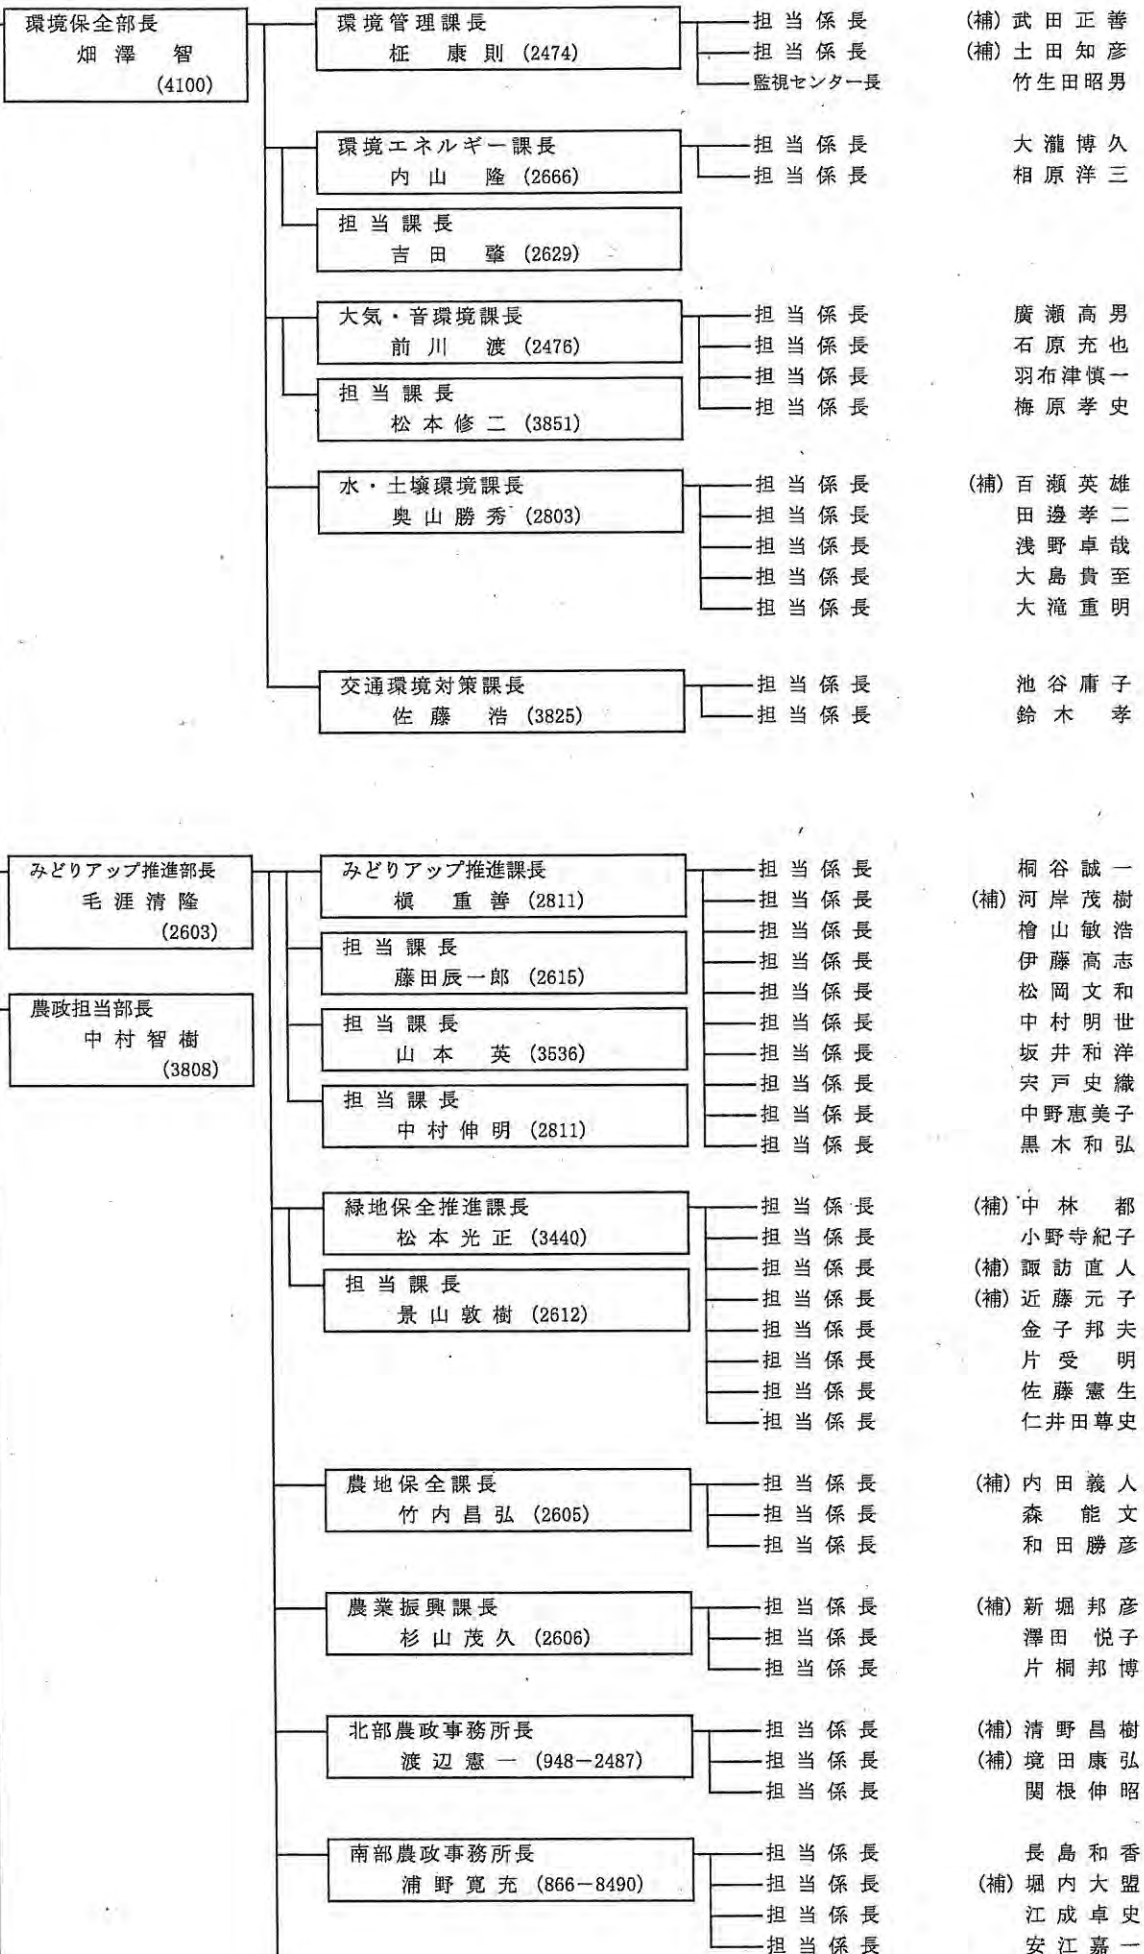 環境保全部長
畑澤 智
(4100)
環境管理課長
柾 康則 (2474)
担当係長 (補) 武田正善
担当係長 (補) 土田知彦
監視センター長 竹生田昭男
環境エネルギー課長
内山 隆 (2666)
担当係長 大瀧博久
担当係長 相原洋三
担当課長
吉田 肇 (2629)
大気・音環境課長
前川 渡 (2476)
担当係長 廣瀬高男
担当係長 石原充也
担当係長 羽布津慎一
担当係長 梅原孝史
担当課長
松本修二 (3851)
水・土壌環境課長
奥山勝秀 (2803)
担当係長 (補) 百瀬英雄
担当係長 田邊孝二
担当係長 浅野卓哉
担当係長 大島貴至
担当係長 大滝重明
交通環境対策課長
佐藤 浩 (3825)
担当係長 池谷庸子
担当係長 鈴木 孝
みどりアップ推進部長
毛涯清隆
(2603)
農政担当部長
中村智樹
(3808)
みどりアップ推進課長
槇 重善 (2811)
担当課長
藤田辰一郎 (2615)
担当課長
山本 英 (3536)
担当課長
中村伸明 (2811)
担当係長 桐谷誠一
担当係長 (補) 河岸茂樹
担当係長 檜山敏浩
担当係長 伊藤高志
担当係長 松岡文和
担当係長 中村明世
担当係長 坂井和洋
担当係長 宍戸史織
担当係長 中野恵美子
担当係長 黒木和弘
緑地保全推進課長
松本光正 (3440)
担当課長
景山敦樹 (2612)
担当係長 (補) 中林 都
担当係長 小野寺紀子
担当係長 (補) 諏訪直人
担当係長 (補) 近藤元子
担当係長 金子邦夫
担当係長 片受 明
担当係長 佐藤憲生
担当係長 仁井田尊史
農地保全課長
竹内昌弘 (2605)
担当係長 (補) 内田義人
担当係長 森 能文
担当係長 和田勝彦
農業振興課長
杉山茂久 (2606)
担当係長 (補) 新堀邦彦
担当係長 澤田 悦子
担当係長 片桐邦博
北部農政事務所長
渡辺憲一 (948-2487)
担当係長 (補) 清野昌樹
担当係長 (補) 境田康弘
担当係長 関根伸昭
南部農政事務所長
浦野寛充 (866-8490)
担当係長 長島和香
担当係長 (補) 堀内大盟
担当係長 江成卓史
担当係長 安江嘉一